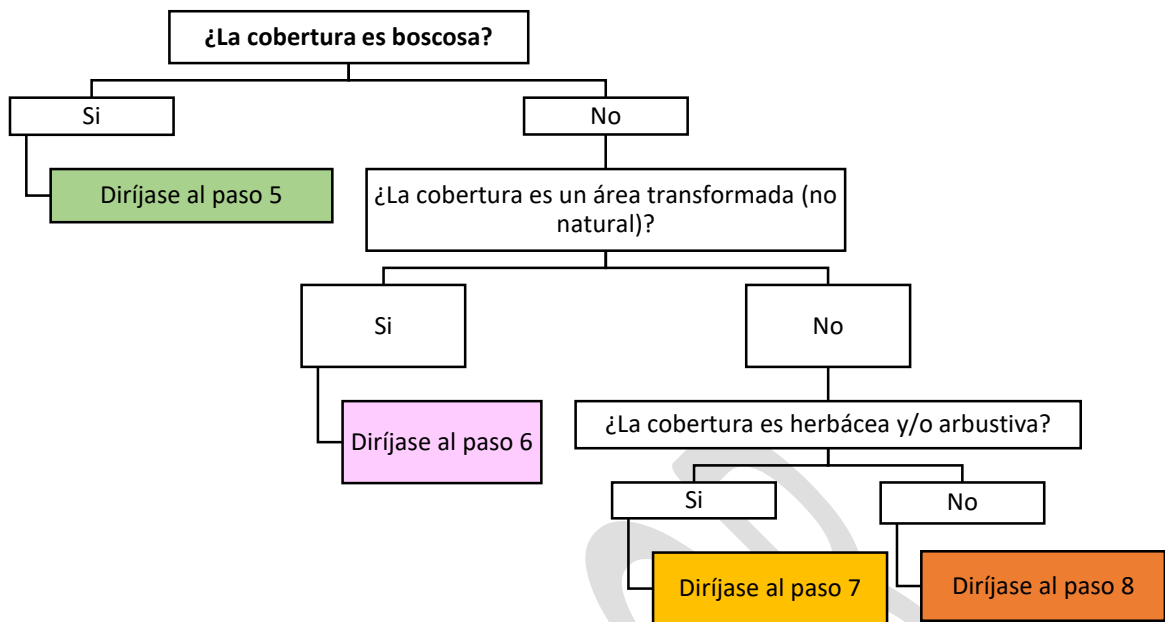 ¿La cobertura es boscosa?
Si
No
Diríjase al paso 5
¿La cobertura es un área transformada (no
natural)?
Si
No
Diríjase al paso 6
¿La cobertura es herbácea y/o arbustiva?
Si
No
Diríjase al paso 7
Diríjase al paso 8